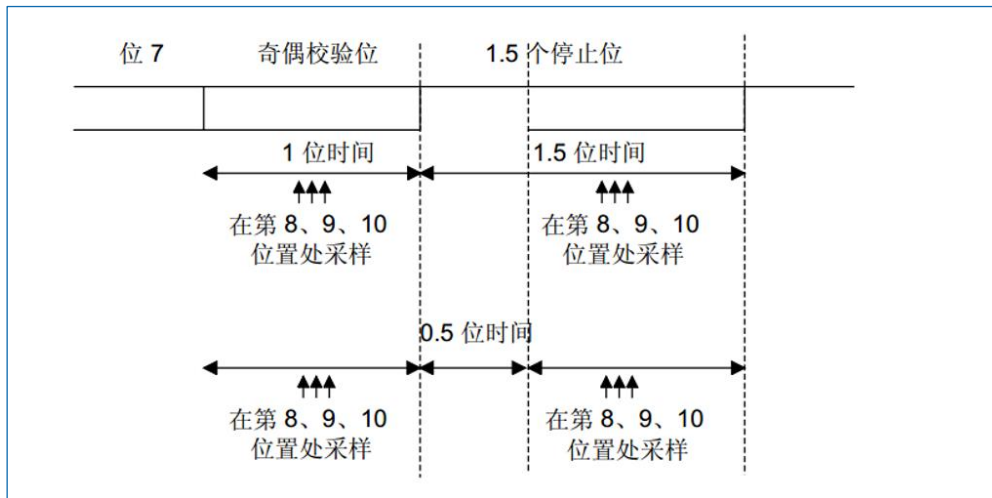 位 7 奇偶校验位 1.5 个停止位
1 位时间 1.5 位时间
在第 8、9、10 在第 8、9、10
位置处采样 位置处采样
0.5 位时间
在第 8、9、10 在第 8、9、10
位置处采样 位置处采样